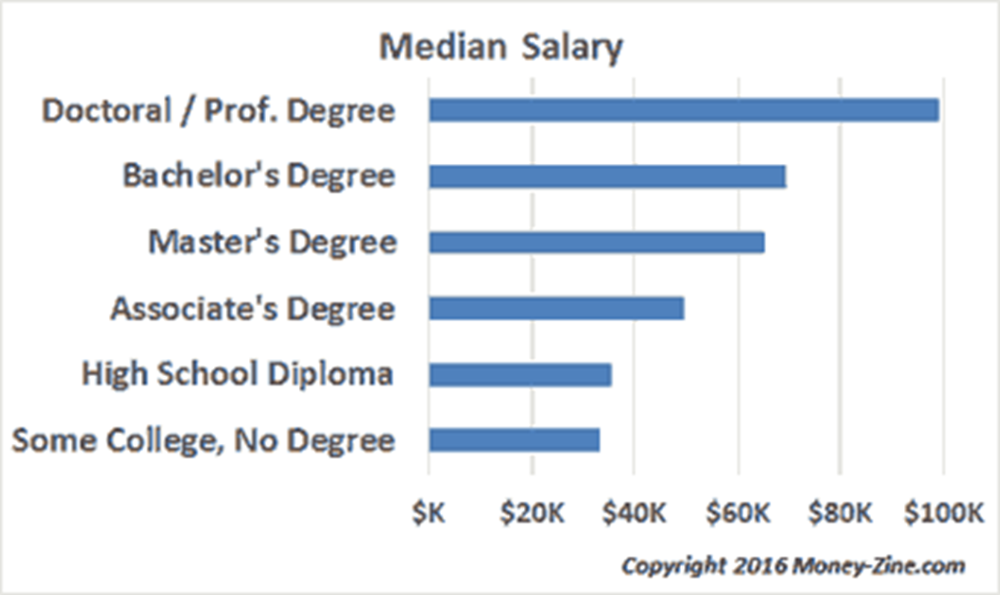 Median Salary
Doctoral / Prof. Degree
Bachelor's Degree
Master's Degree
Associate's Degree
High School Diploma
Some College, No Degree
$K $20K $40K $60K $80K $100K
Copyright 2016 Money-Zine.com